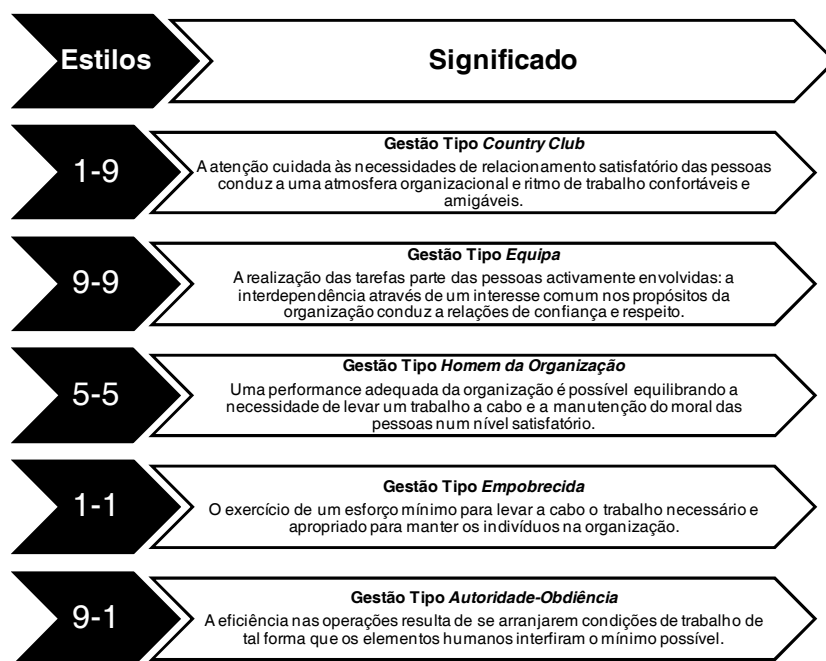 Estilos
Significado
1-9
Gestão Tipo Country Club
A atenção cuidada às necessidades de relacionamento satisfatório das pessoas
conduz a uma atmosfera organizacional e ritmo de trabalho confortáveis e
amigáveis.
9-9
Gestão Tipo Equipa
A realização das tarefas parte das pessoas activamente envolvidas: a
interdependência através de um interesse comum nos propósitos da
organização conduz a relações de confiança e respeito.
5-5
Gestão Tipo Homem da Organização
Uma performance adequada da organização é possível equilibrando a
necessidade de levar um trabalho a cabo e a manutenção do moral das
pessoas num nível satisfatório.
1-1
Gestão Tipo Empobrecida
O exercício de um esforço mínimo para levar a cabo o trabalho necessário e
apropriado para manter os indivíduos na organização.
9-1
Gestão Tipo Autoridade-Obdiência
A eficiência nas operações resulta de se arranjarem condições de trabalho de
tal forma que os elementos humanos interfiram o mínimo possível.